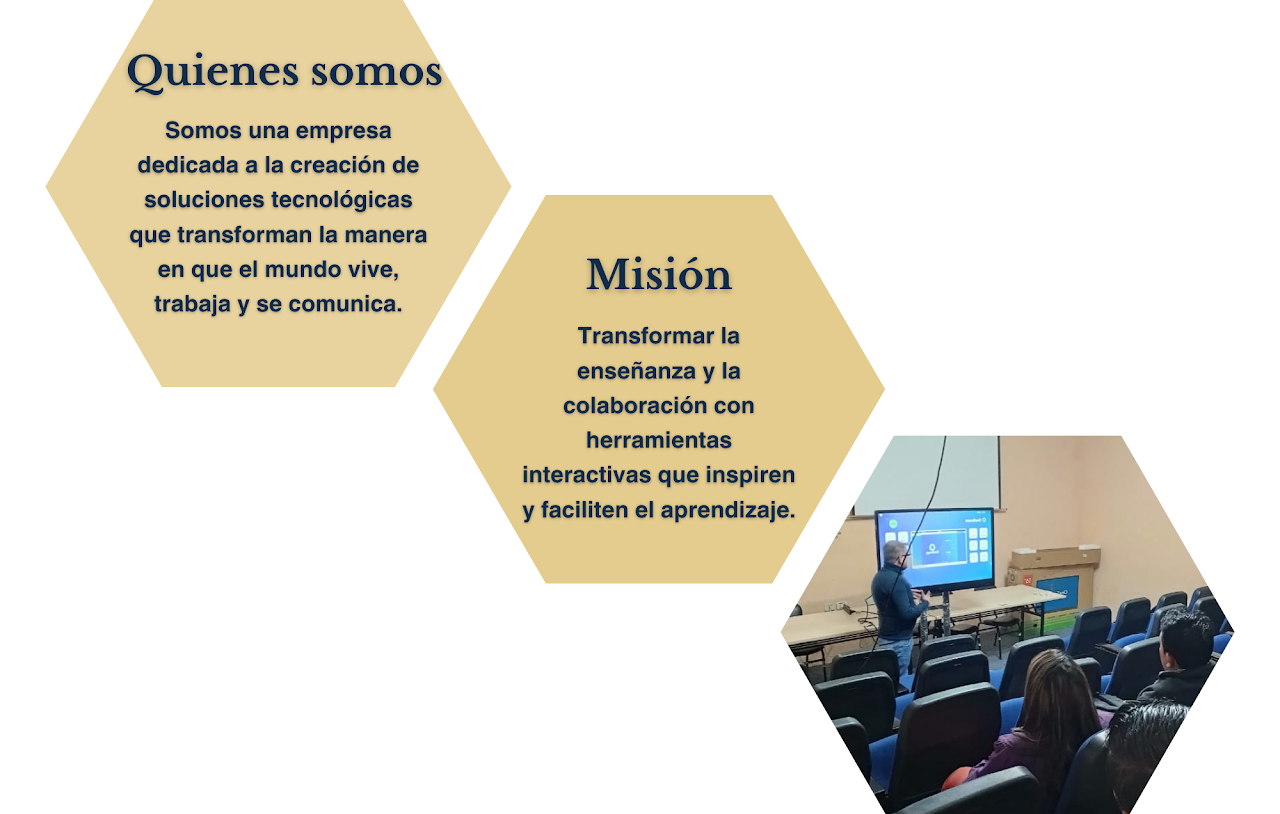 Quienes somos
Somos una empresa
dedicada a la creación de
soluciones tecnológicas
que transforman la manera
en que el mundo vive,
trabaja y se comunica.
Misión
Transformar la
enseñanza y la
colaboración con
herramientas
interactivas que inspiren
y faciliten el aprendizaje.